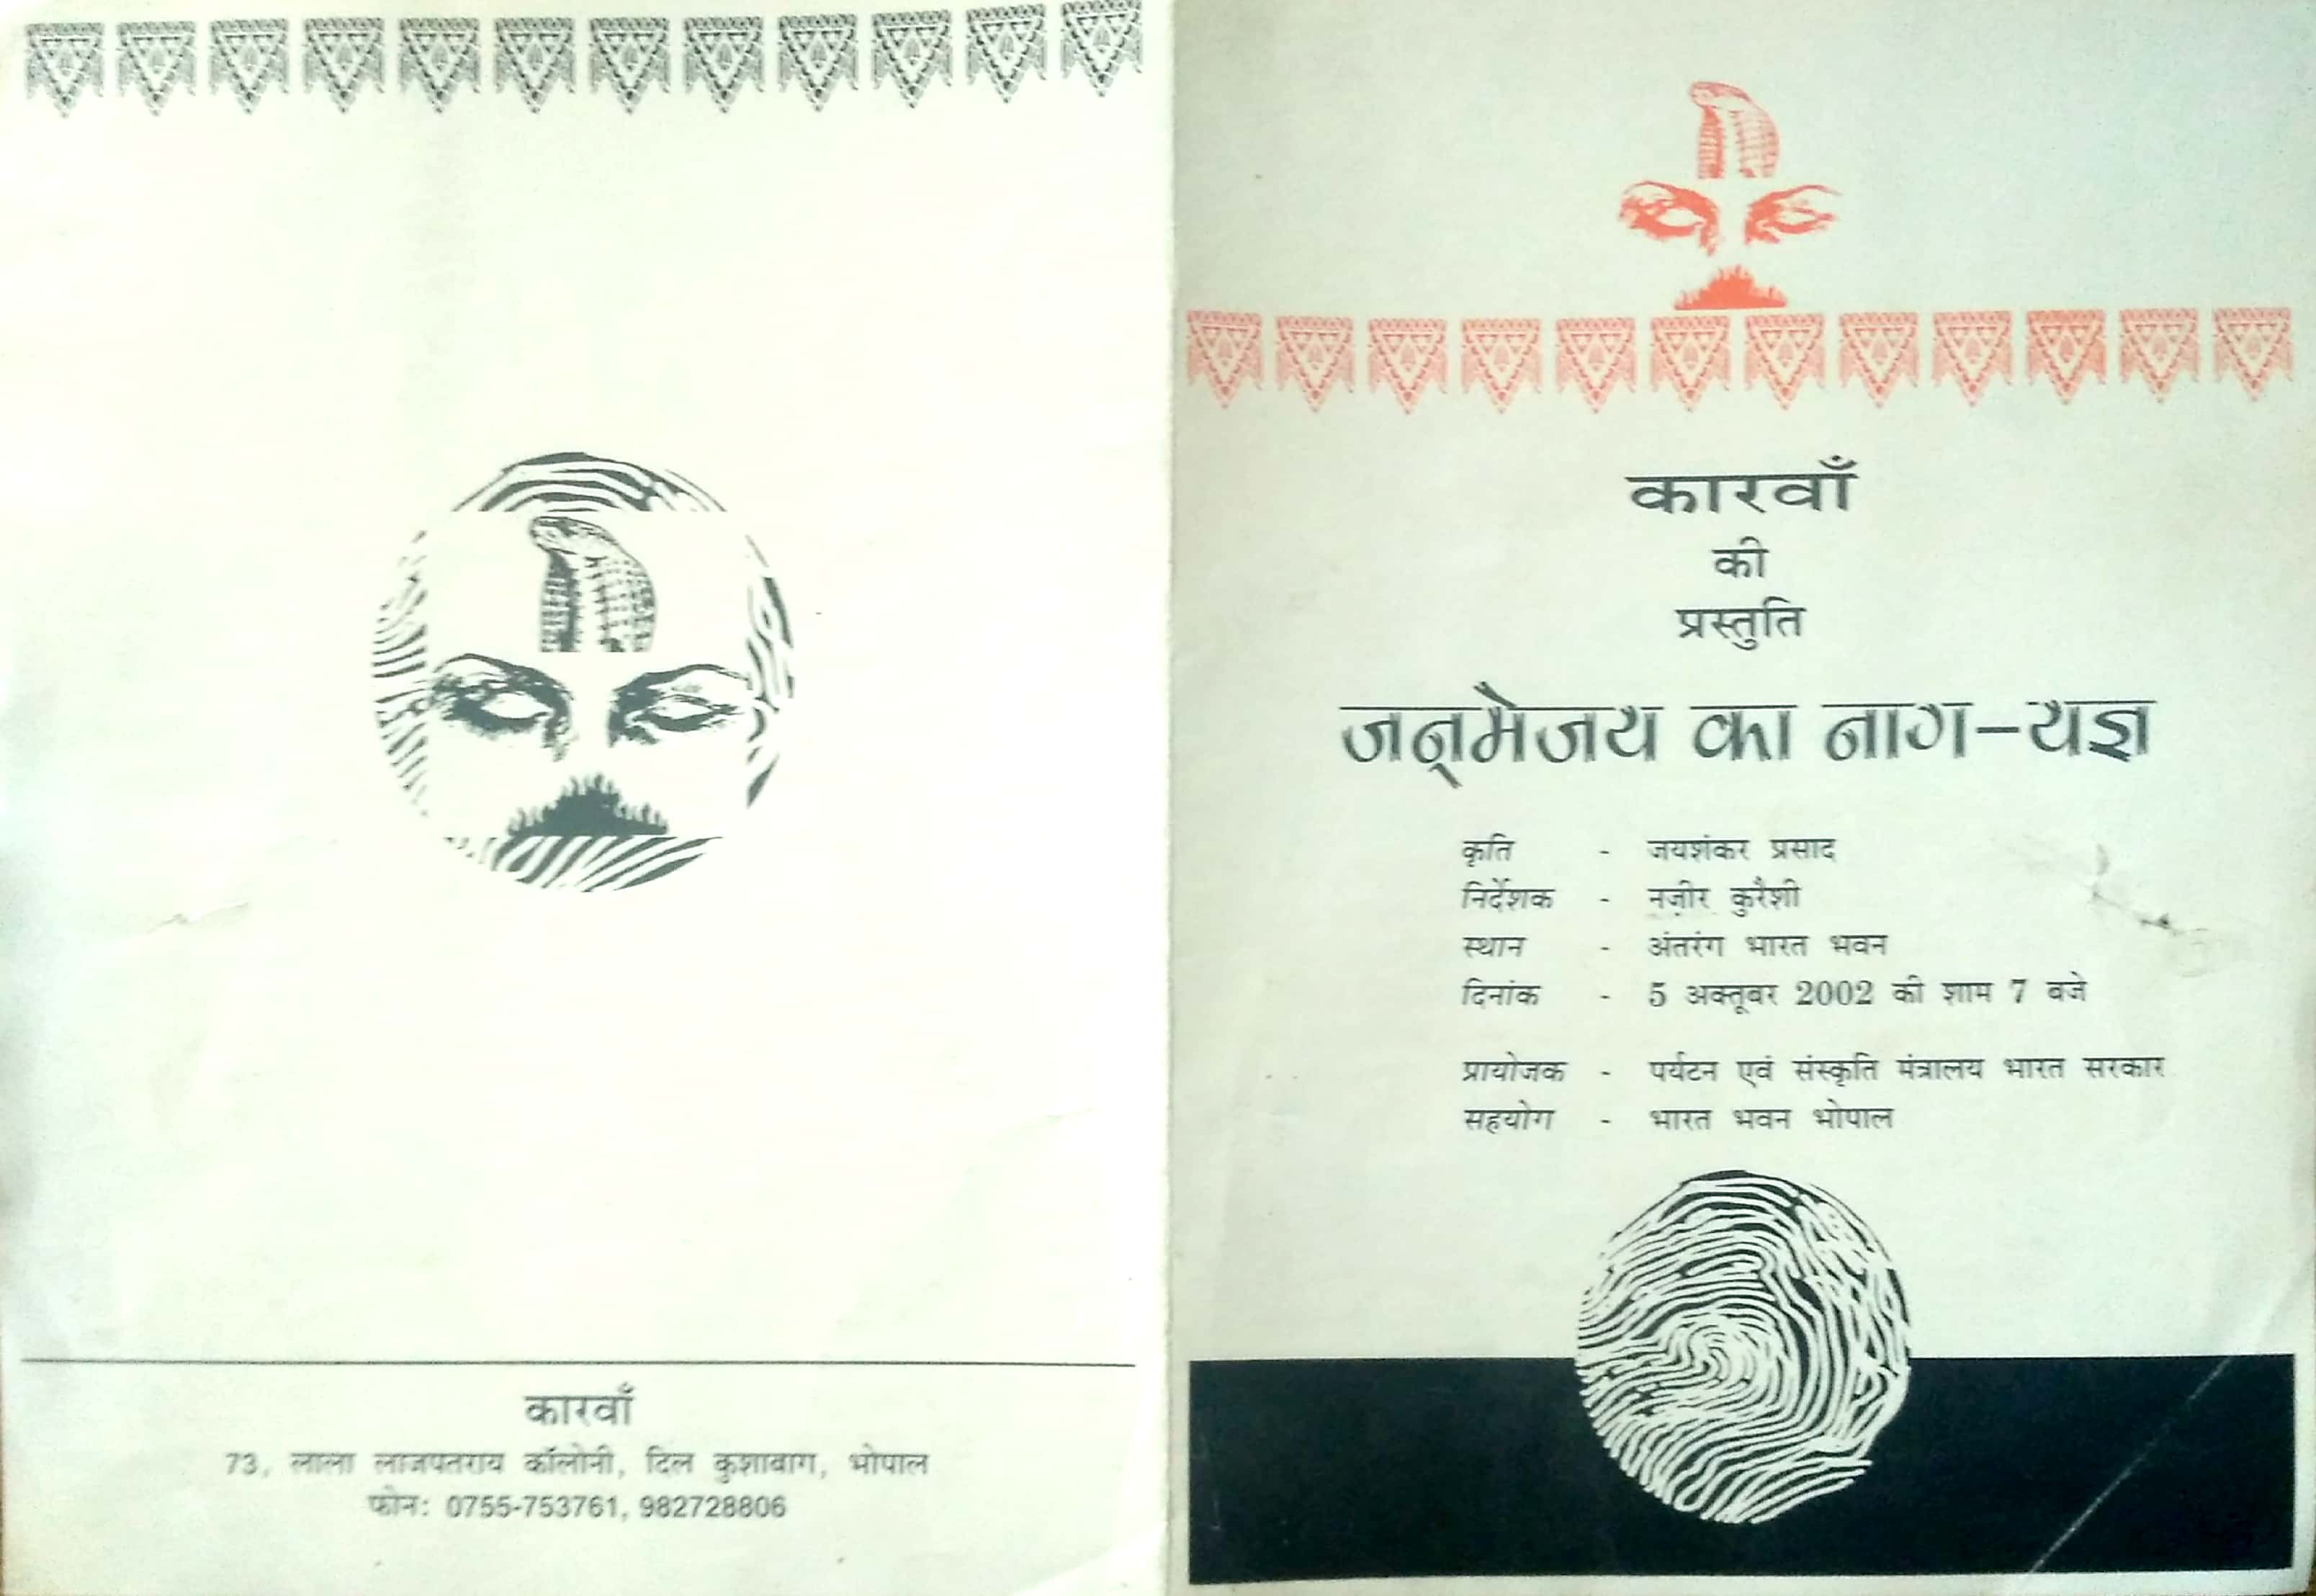 कारवाँ
73, लाला लाजपतराय कॉलोनी, दिल कुशाबाग, भोपाल
फोन: 0755-753761, 982728806
कारवाँ
की
प्रस्तुति
जन्मैजय का नाग-यज्ञ
कृति - जयशंकर प्रसाद
निर्देशक - नज़ीर कुरैशी
स्थान - अंतरंग भारत भवन
दिनांक - 5 अक्तूबर 2002 की शाम 7 बजे
प्रायोजक - पर्यटन एवं संस्कृति मंत्रालय भारत सरकार
सहयोग - भारत भवन भोपाल